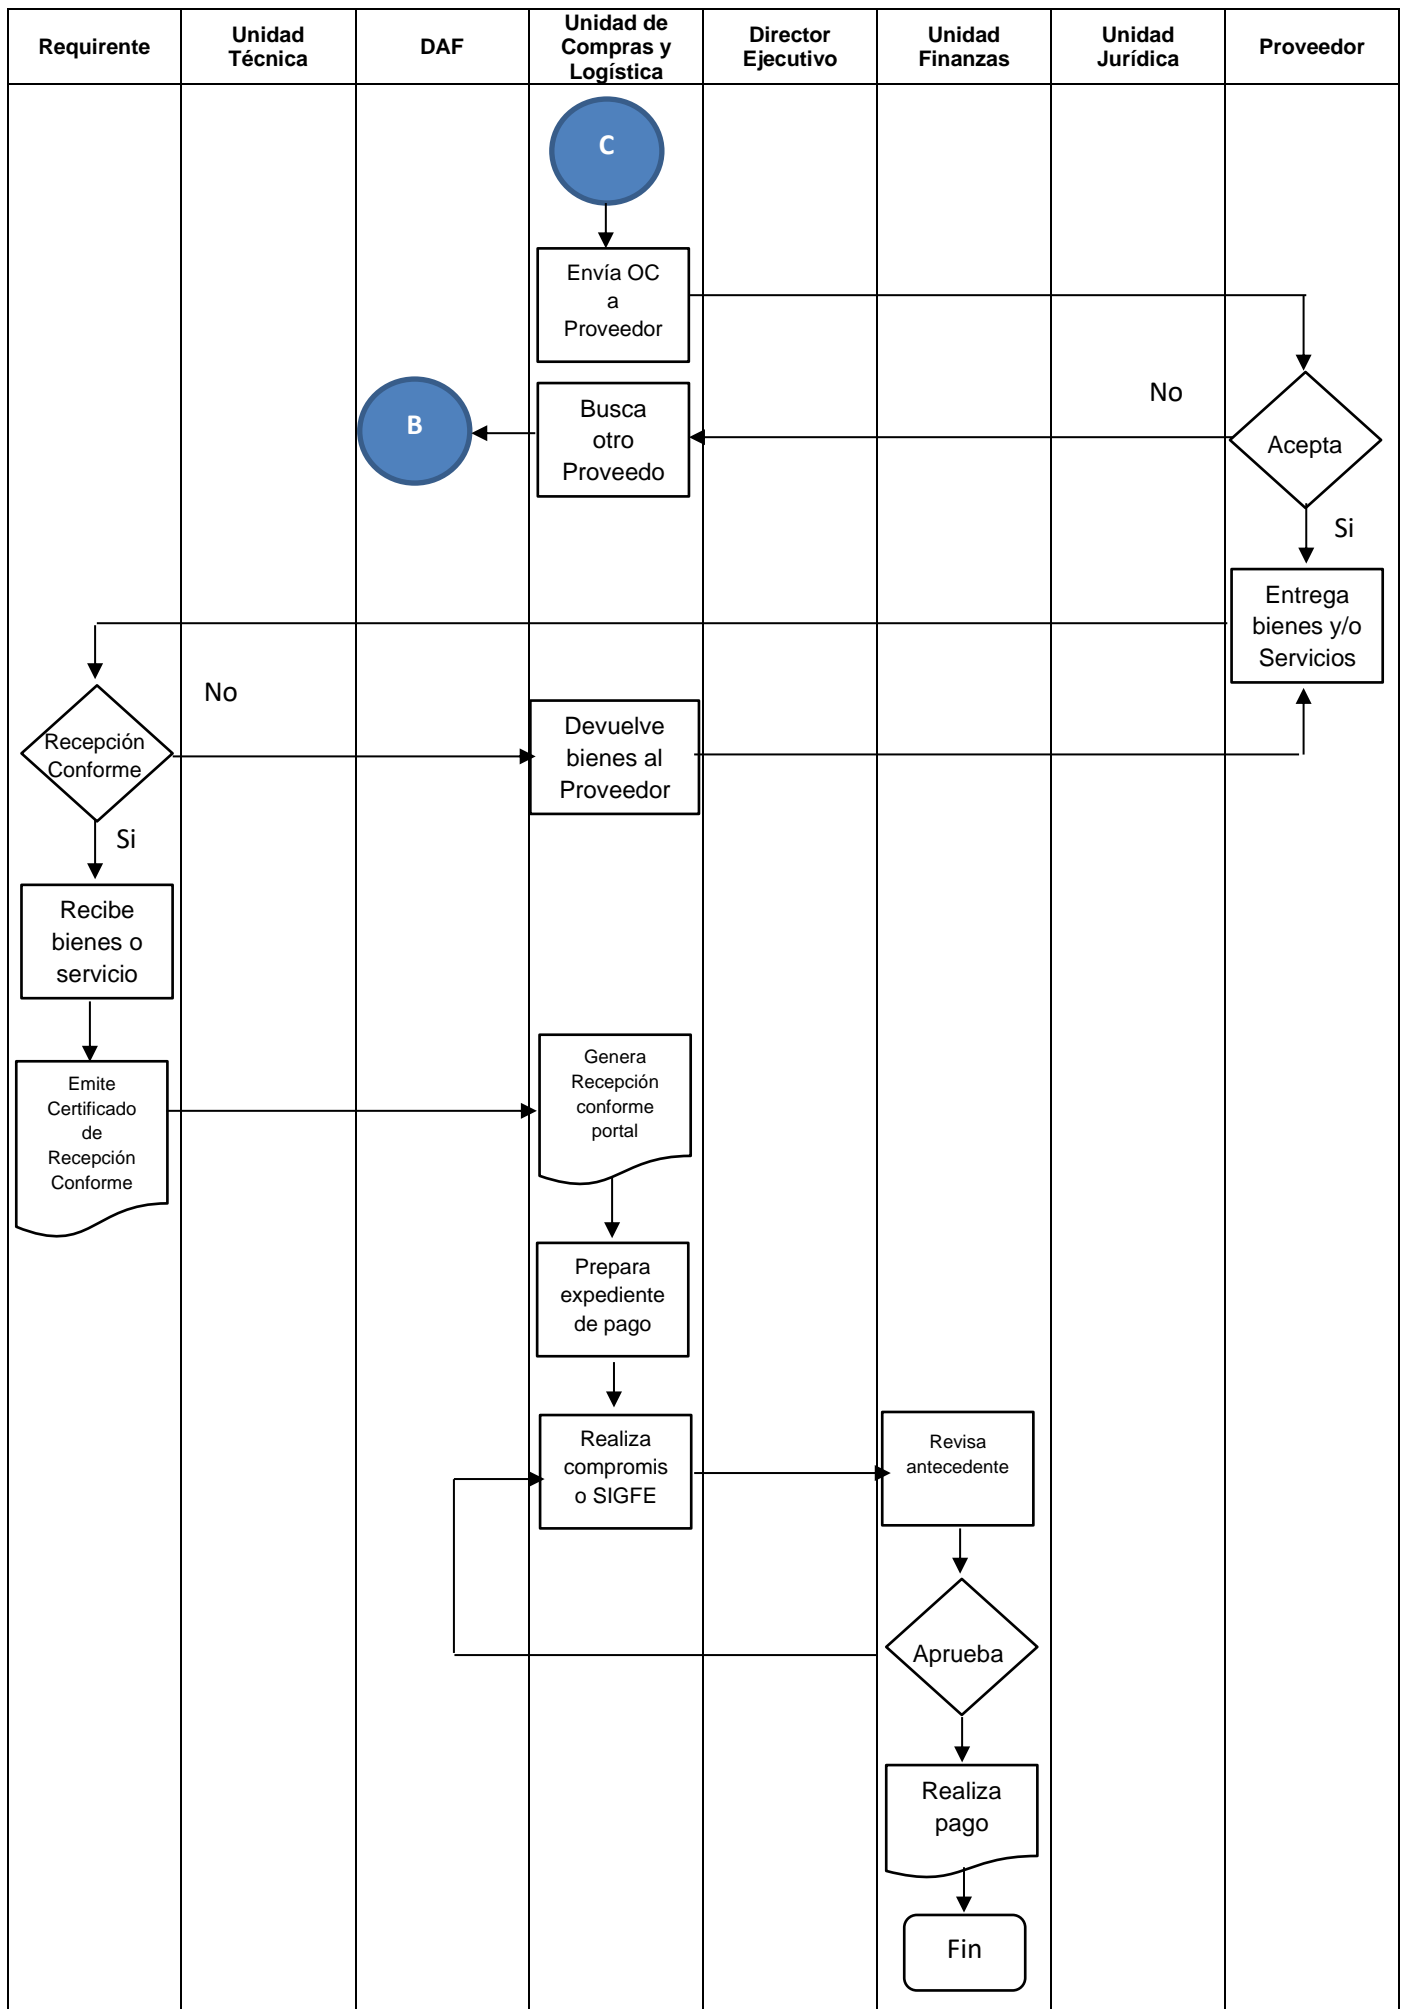 Requirente
Unidad
Técnica
DAF
Unidad de
Compras y
Logística
Director
Ejecutivo
Unidad
Finanzas
Unidad
Jurídica
Proveedor
C
Envía OC
a
Proveedor
B
Busca
otro
Proveedo
No
Acepta
Si
Entrega
bienes y/o
Servicios
No
Recepción
Conforme
Devuelve
bienes al
Proveedor
Si
Recibe
bienes o
servicio
Emite
Certificado
de
Recepción
Conforme
Genera
Recepción
conforme
portal
Prepara
expediente
de pago
Realiza
compromis
o SIGFE
Revisa
antecedente
Aprueba
Realiza
pago
Fin